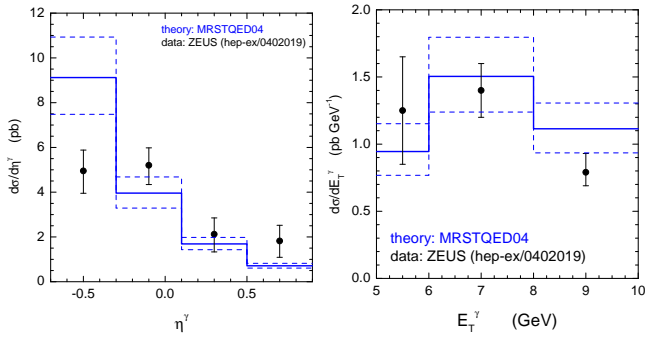 12
10
8
6
4
2
0
dσ/dη^γ (pb)
theory: MRSTQED04
data: ZEUS (hep-ex/0402019)
-0.5 0.0 0.5
η^γ
2.0
1.5
1.0
0.5
0.0
dσ/dE_T^γ (pb GeV⁻¹)
theory: MRSTQED04
data: ZEUS (hep-ex/0402019)
5 6 7 8 9 10
E_T^γ (GeV)